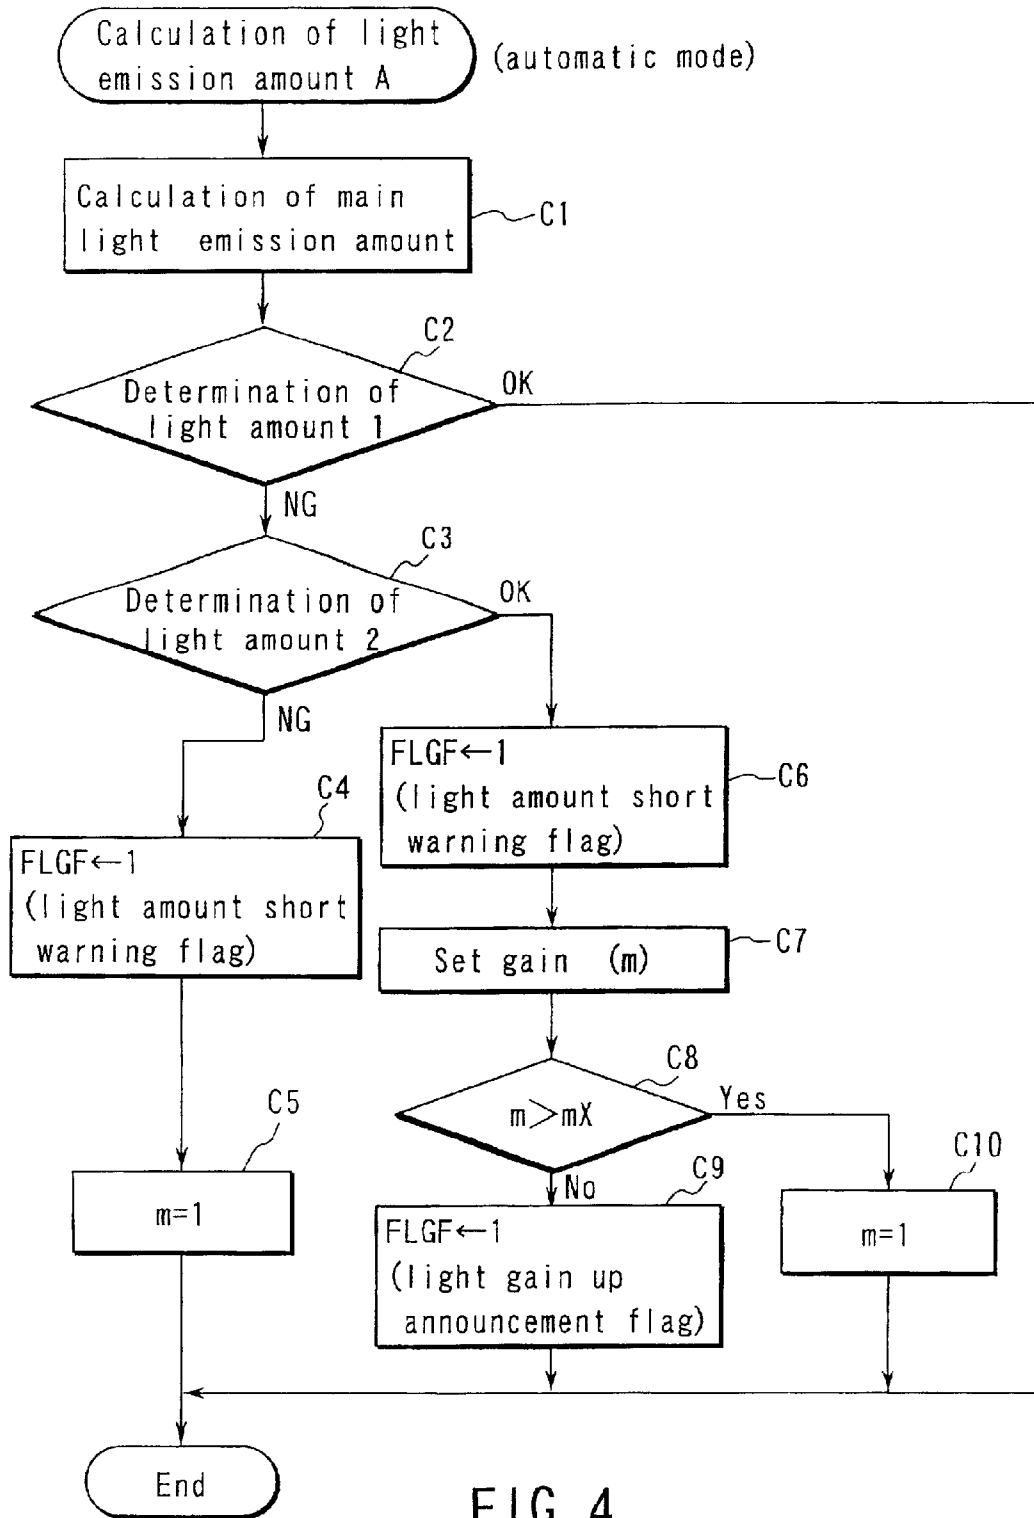 Calculation of light
emission amount A
(automatic mode)
Calculation of main
light emission amount
C1
C2
Determination of
light amount 1
OK
NG
C3
Determination of
light amount 2
OK
NG
C4
FLGF←1
(light amount short
warning flag)
C6
FLGF←1
(light amount short
warning flag)
C7
Set gain (m)
C8
m>mX
Yes
No
C5
m=1
C9
FLGF←1
(light gain up
announcement flag)
C10
m=1
End
FIG. 4